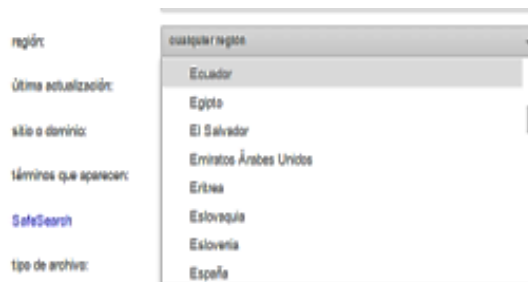 región:
cualquier región
última actualización:
sitio o dominio:
términos que aparecen:
SafeSearch
tipo de archivo:
Ecuador
Egipto
El Salvador
Emiratos Árabes Unidos
Eritrea
Eslovaquia
Eslovenia
España